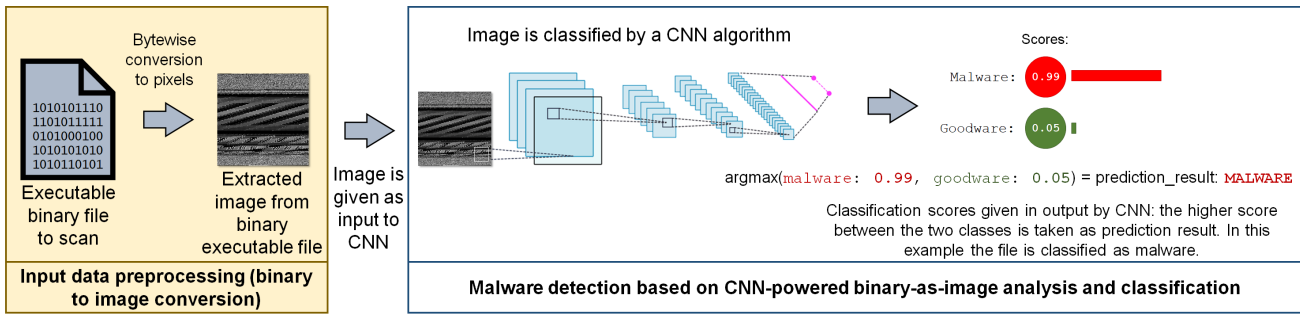 Bytewise
conversion
to pixels
1010101110
1101011111
0101000100
1010101010
1010110101
Executable
binary file
to scan
Extracted
image from
binary
executable file
Input data preprocessing (binary
to image conversion)
Image is
given as
input to
CNN
Image is classified by a CNN algorithm
Scores:
Malware: 0.99
Goodware: 0.05
argmax(malware: 0.99, goodware: 0.05) = prediction_result: MALWARE
Classification scores given in output by CNN: the higher score
between the two classes is taken as prediction result. In this
example the file is classified as malware.
Malware detection based on CNN-powered binary-as-image analysis and classification